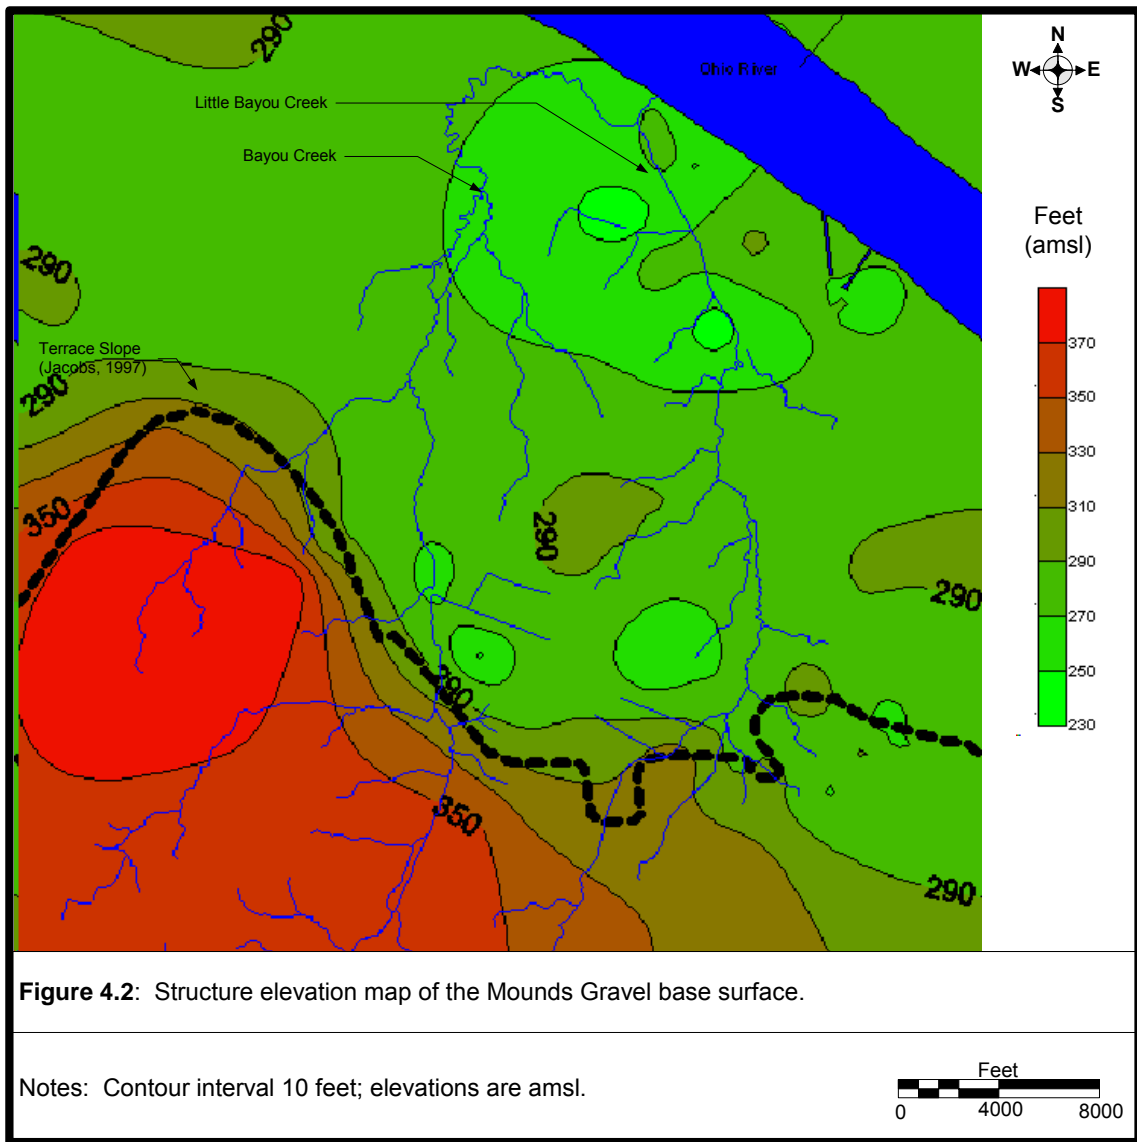 290
Ohio River
N
W E
S
Little Bayou Creek
Bayou Creek
Feet
(amsl)
370
350
330
310
290
270
250
230
290
Terrace Slope
(Jacobs, 1997)
290
350
290
290
290
350
290
Figure 4.2: Structure elevation map of the Mounds Gravel base surface.
Notes: Contour interval 10 feet; elevations are amsl.
Feet
0 4000 8000